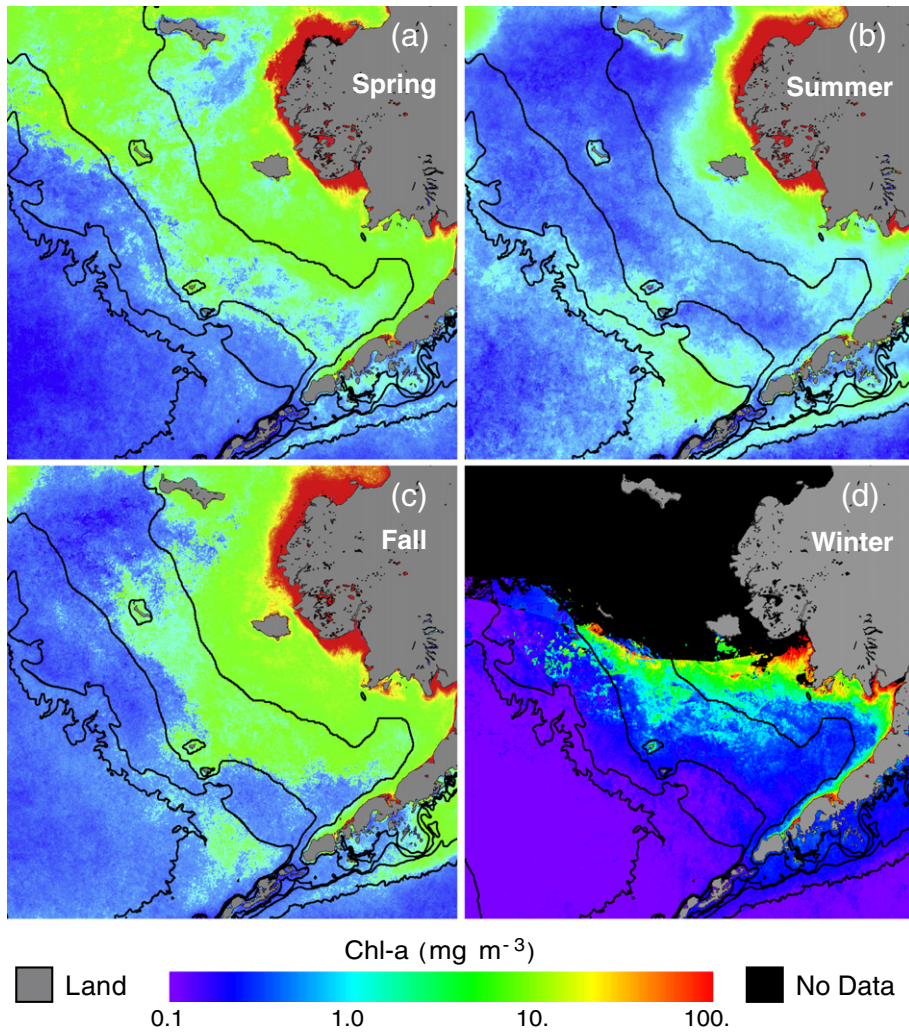 (a)
Spring
(b)
Summer
(c)
Fall
(d)
Winter
Chl-a (mg m-3)
Land
No Data
0.1
1.0
10.
100.